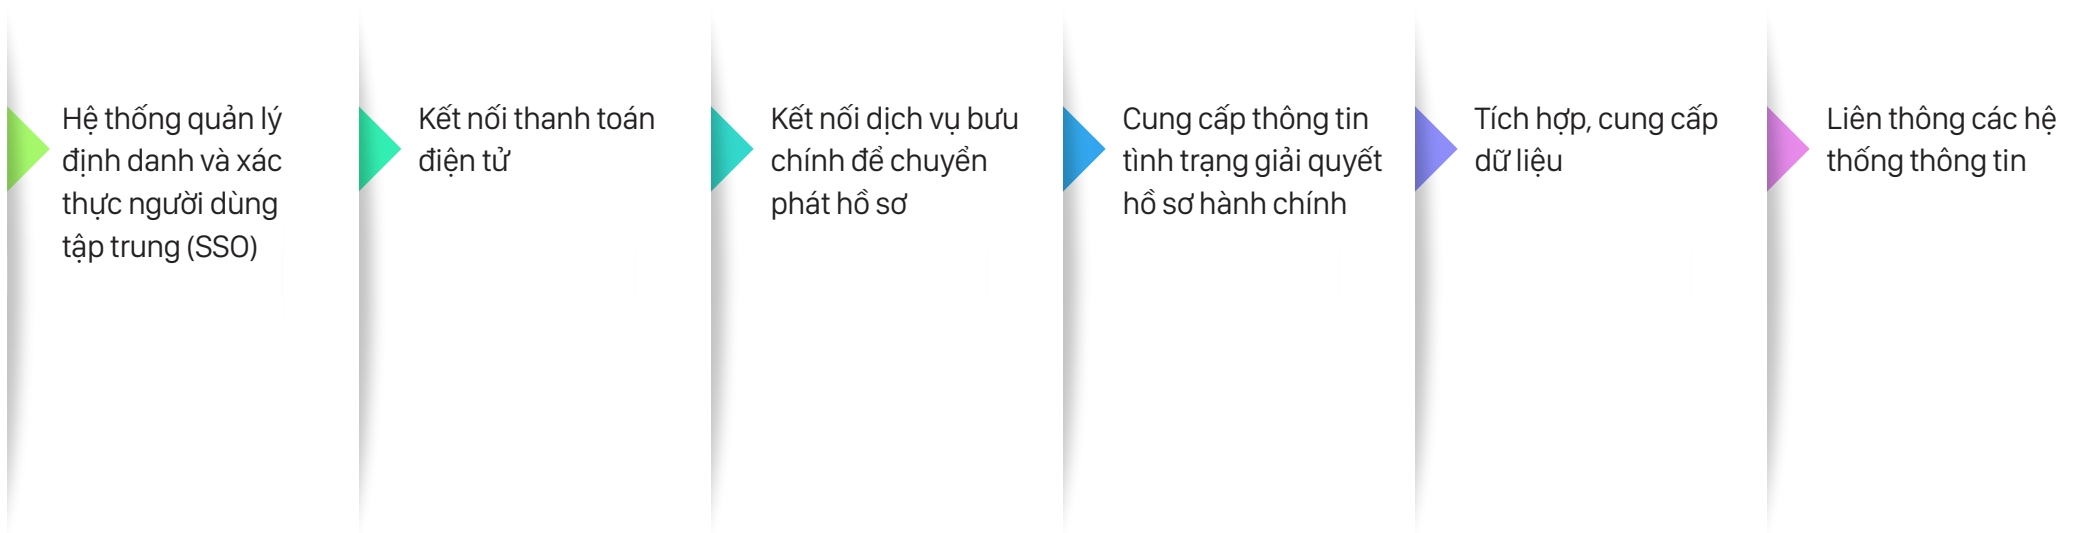 Hệ thống quản lý
định danh và xác
thực người dùng
tập trung (SSO)
Kết nối thanh toán
điện tử
Kết nối dịch vụ bưu
chính để chuyển
phát hồ sơ
Cung cấp thông tin
tình trạng giải quyết
hồ sơ hành chính
Tích hợp, cung cấp
dữ liệu
Liên thông các hệ
thống thông tin